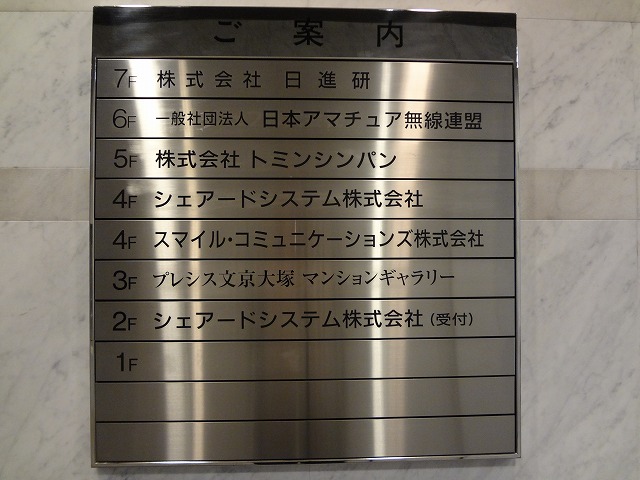 ご案内
7F 株式会社 日進研
6F 一般社団法人 日本アマチュア無線連盟
5F 株式会社 トミンシンパン
4F シェアードシステム株式会社
4F スマイル・コミュニケーションズ株式会社
3F プレシス文京大塚 マンションギャラリー
2F シェアードシステム株式会社 (受付)
1F